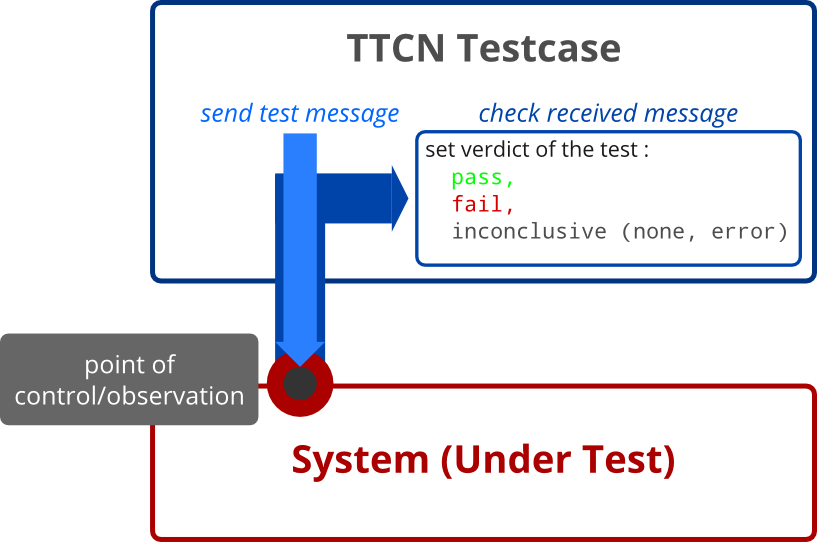 TTCN Testcase
send test message
check received message
set verdict of the test :
pass,
fail,
inconclusive (none, error)
point of
control/observation
System (Under Test)